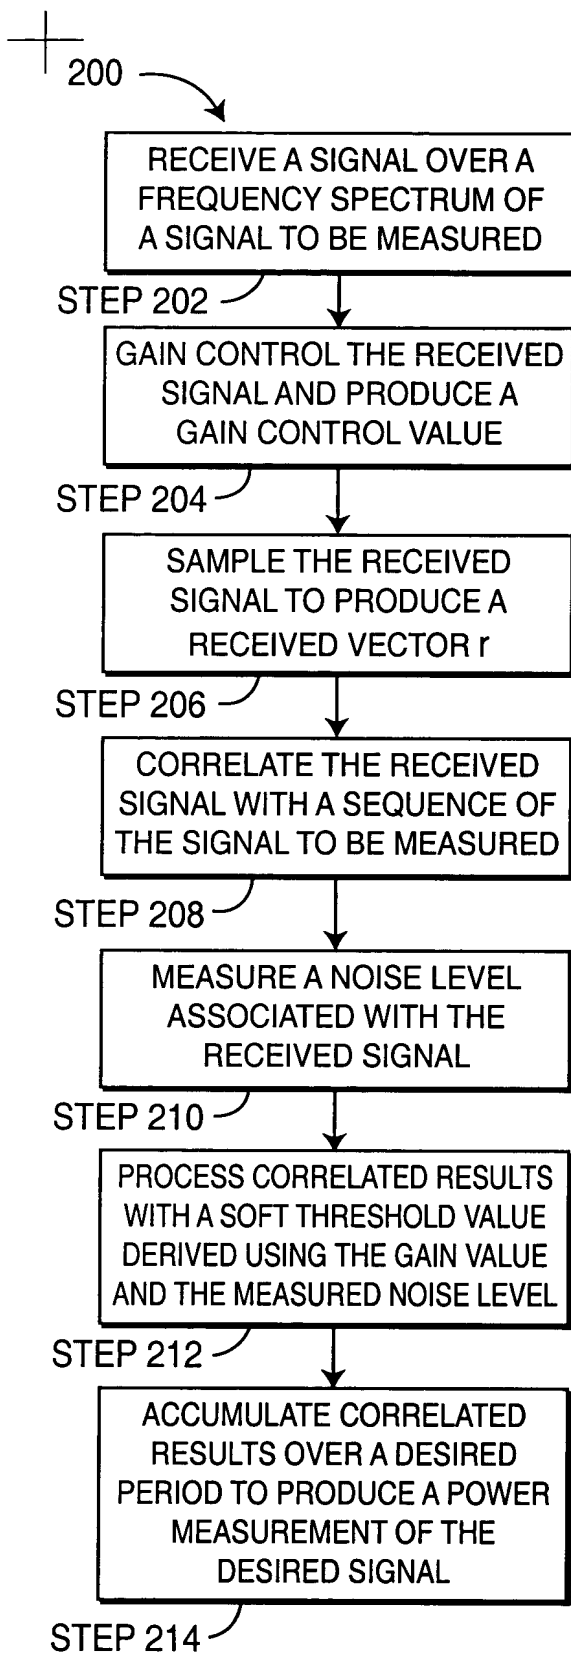 200
RECEIVE A SIGNAL OVER A
FREQUENCY SPECTRUM OF
A SIGNAL TO BE MEASURED
STEP 202
GAIN CONTROL THE RECEIVED
SIGNAL AND PRODUCE A
GAIN CONTROL VALUE
STEP 204
SAMPLE THE RECEIVED
SIGNAL TO PRODUCE A
RECEIVED VECTOR r
STEP 206
CORRELATE THE RECEIVED
SIGNAL WITH A SEQUENCE OF
THE SIGNAL TO BE MEASURED
STEP 208
MEASURE A NOISE LEVEL
ASSOCIATED WITH THE
RECEIVED SIGNAL
STEP 210
PROCESS CORRELATED RESULTS
WITH A SOFT THRESHOLD VALUE
DERIVED USING THE GAIN VALUE
AND THE MEASURED NOISE LEVEL
STEP 212
ACCUMULATE CORRELATED
RESULTS OVER A DESIRED
PERIOD TO PRODUCE A POWER
MEASUREMENT OF THE
DESIRED SIGNAL
STEP 214